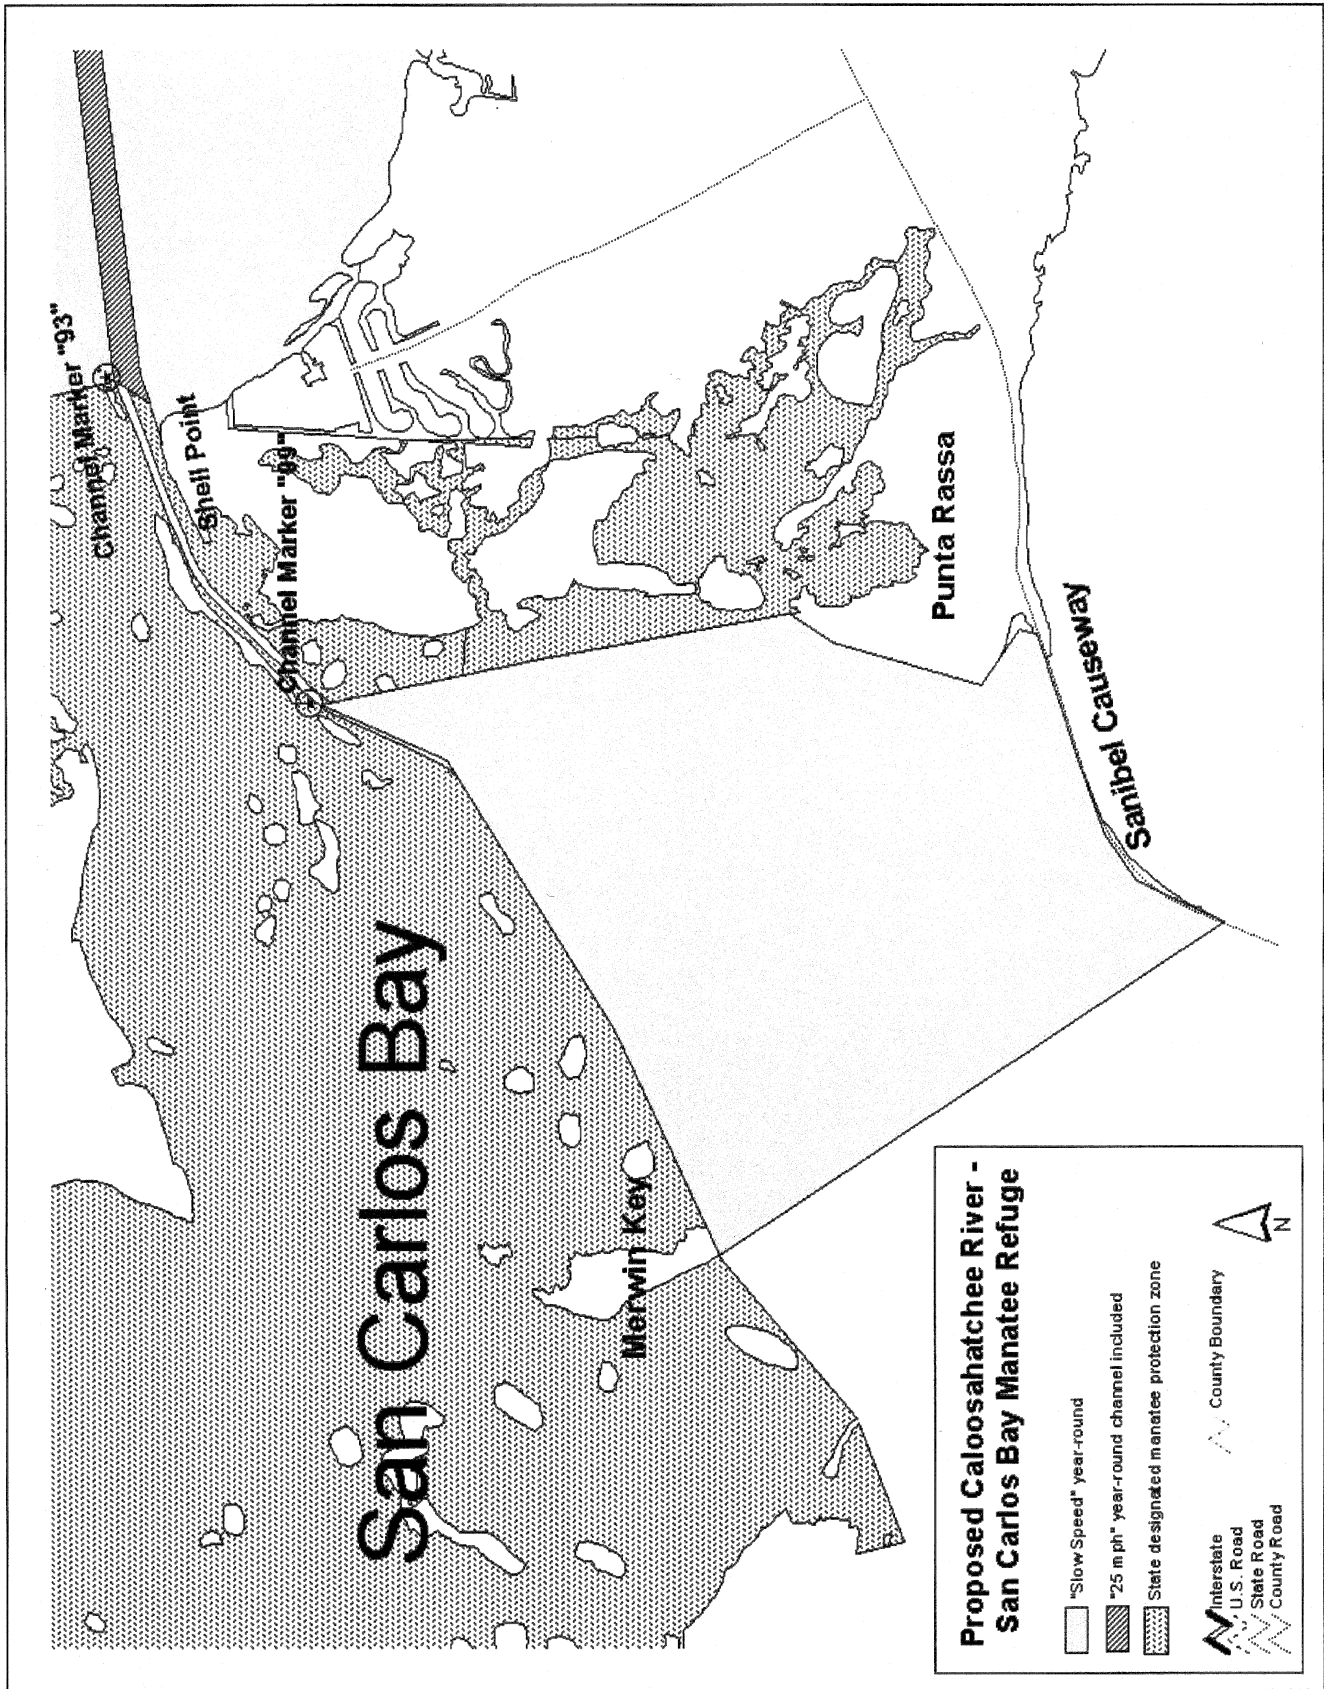 Channel Marker "93"
Shell Point
Channel Marker "99"
San Carlos Bay
Merwin Key
Punta Rassa
Sanibel Causeway
Proposed Caloosahatchee River -
San Carlos Bay Manatee Refuge
"Slow Speed" year-round
"25 mph" year-round channel included
State designated manatee protection zone
Interstate
U.S. Road
State Road
County Road
County Boundary
N